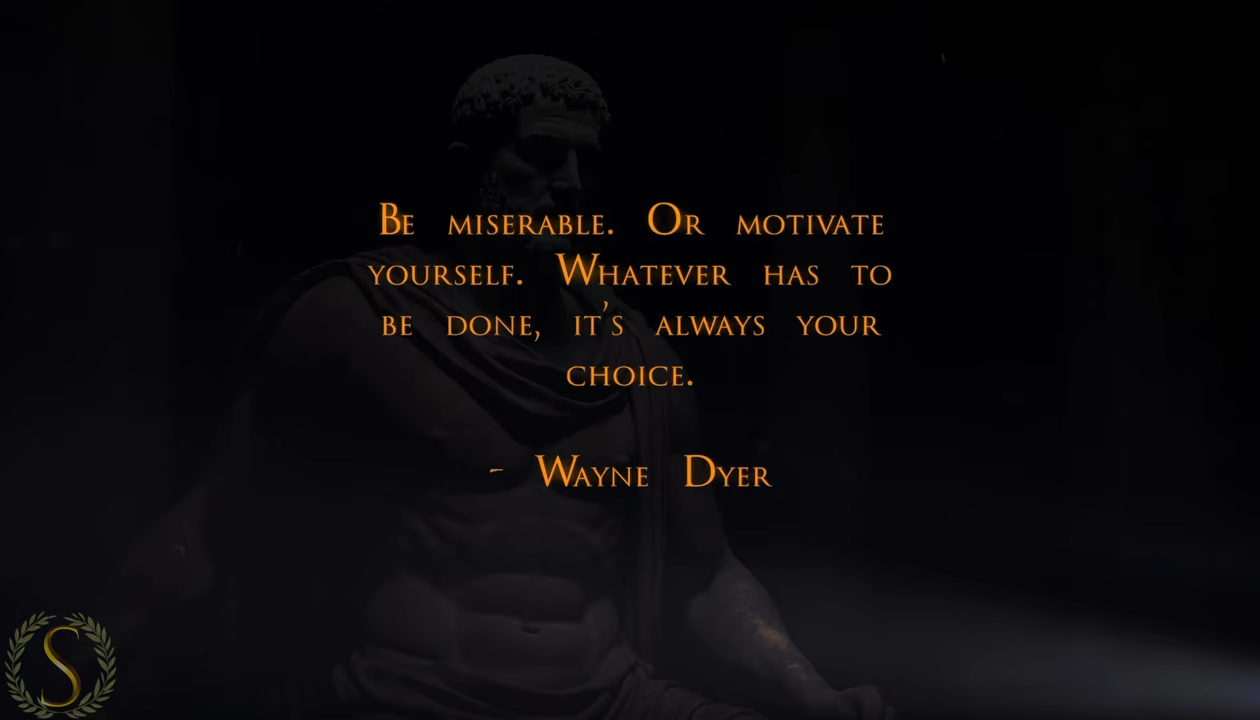 Be miserable. Or motivate
yourself. Whatever has to
be done, it's always your
choice.
- Wayne Dyer
S